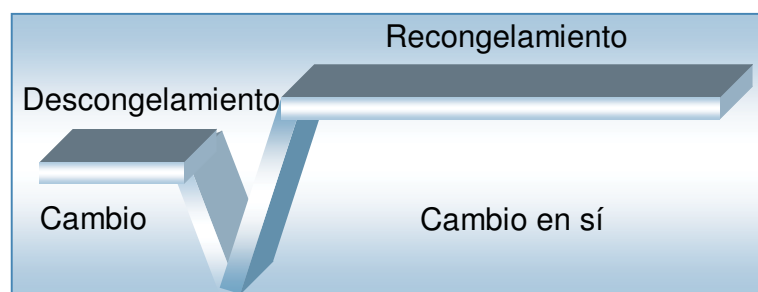 Recongelamiento
Descongelamiento
Cambio
Cambio en sí